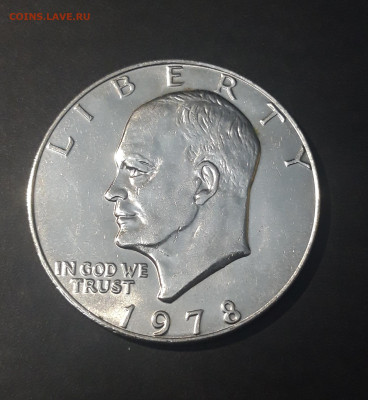 COINS.LAVE.RU
LIBERTY
IN GOD WE
TRUST
1978